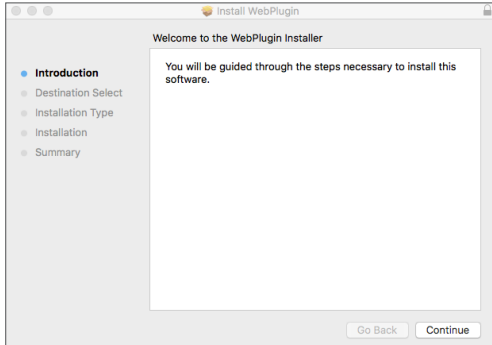 Install WebPlugin
Welcome to the WebPlugin Installer
Introduction
Destination Select
Installation Type
Installation
Summary
You will be guided through the steps necessary to install this
software.
Go Back
Continue